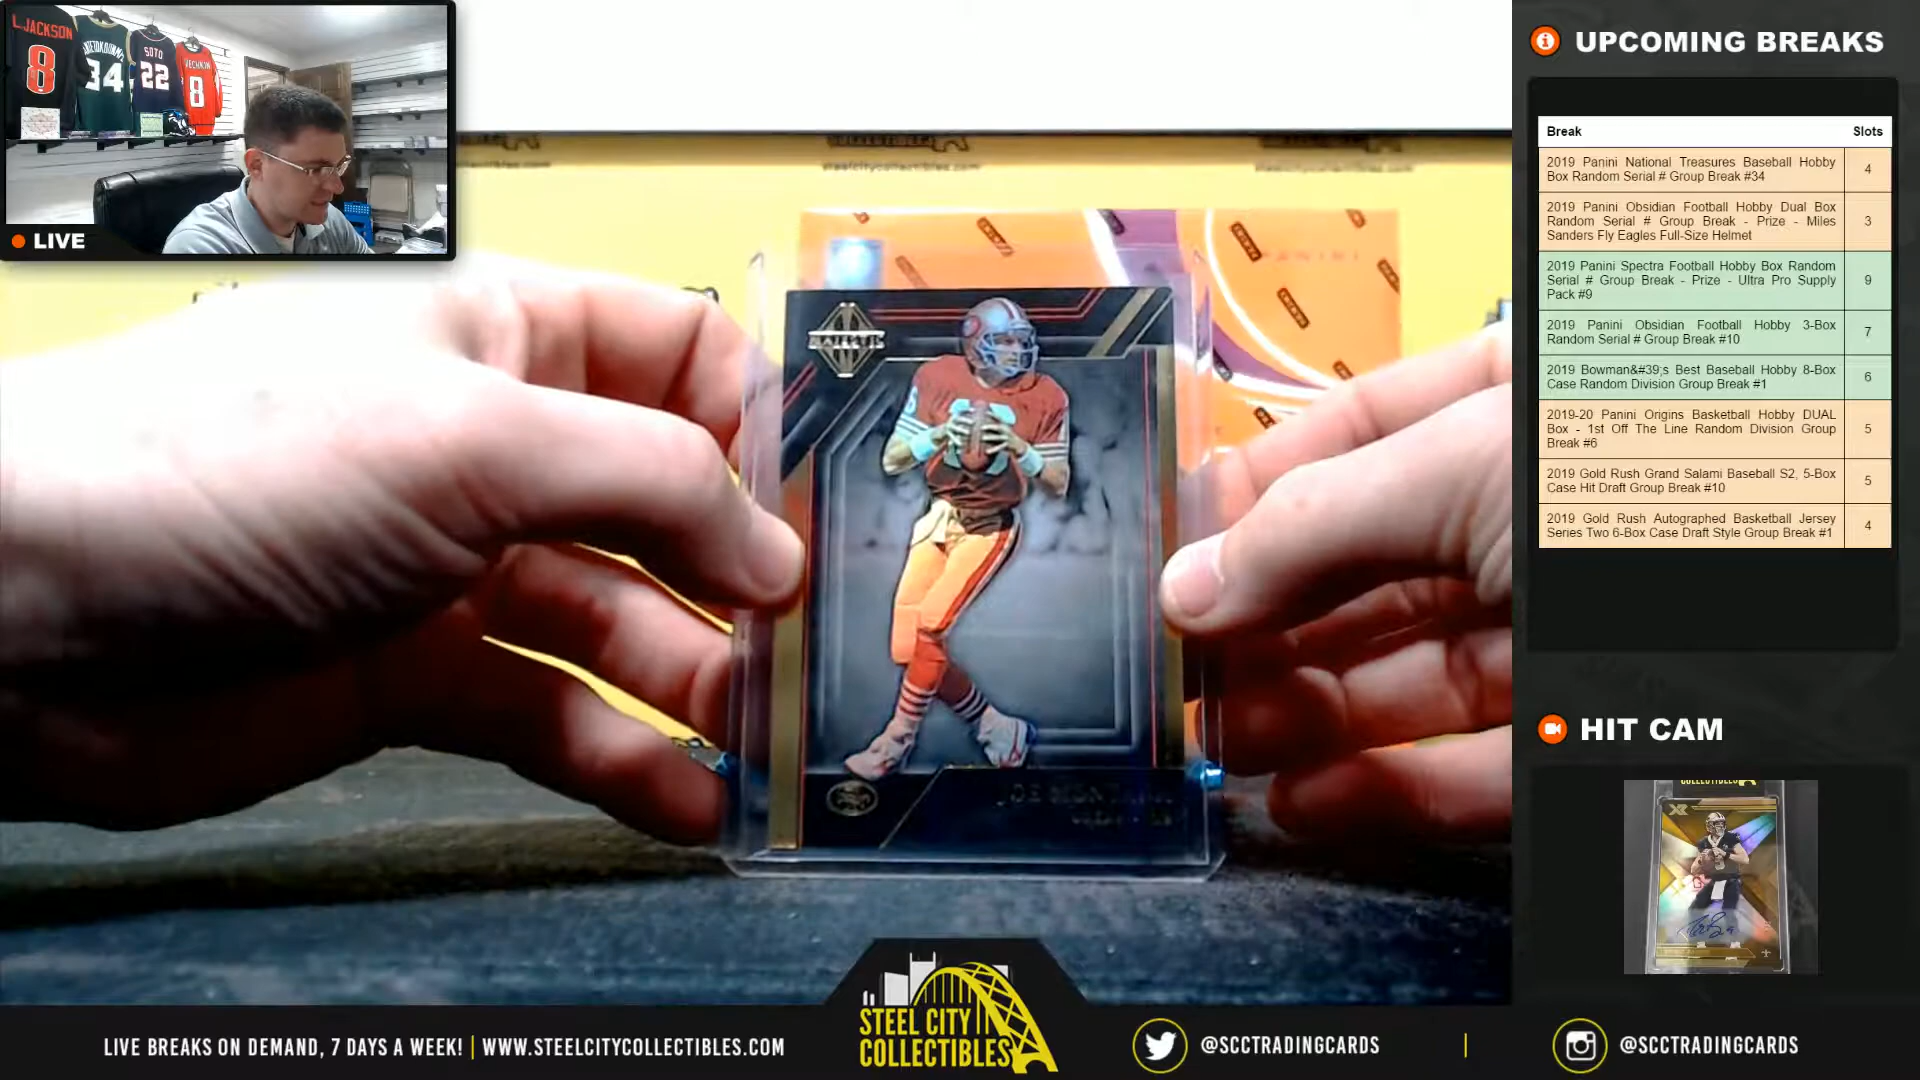 L.JACKSON
8
34
SOTO
22
8
LIVE
steelcitycollectibles.com
MAJESTIC
PANINI
UPCOMING BREAKS
Break Slots
2019 Panini National Treasures Baseball Hobby
Box Random Serial # Group Break #34
4
2019 Panini Obsidian Football Hobby Dual Box
Random Serial # Group Break - Prize - Miles
Sanders Fly Eagles Full-Size Helmet
3
2019 Panini Spectra Football Hobby Box Random
Serial # Group Break - Prize - Ultra Pro Supply
Pack #9
9
2019 Panini Obsidian Football Hobby 3-Box
Random Serial # Group Break #10
7
2019 Bowman&#39;s Best Baseball Hobby 8-Box
Case Random Division Group Break #1
6
2019-20 Panini Origins Basketball Hobby DUAL
Box - 1st Off The Line Random Division Group
Break #6
5
2019 Gold Rush Grand Salami Baseball S2, 5-Box
Case Hit Draft Group Break #10
5
2019 Gold Rush Autographed Basketball Jersey
Series Two 6-Box Case Draft Style Group Break #1
4
HIT CAM
COLLECTIBLES
XR
LIVE BREAKS ON DEMAND, 7 DAYS A WEEK! | WWW.STEELCITYCOLLECTIBLES.COM
STEEL CITY
COLLECTIBLES
@SCCTRADINGCARDS | @SCCTRADINGCARDS